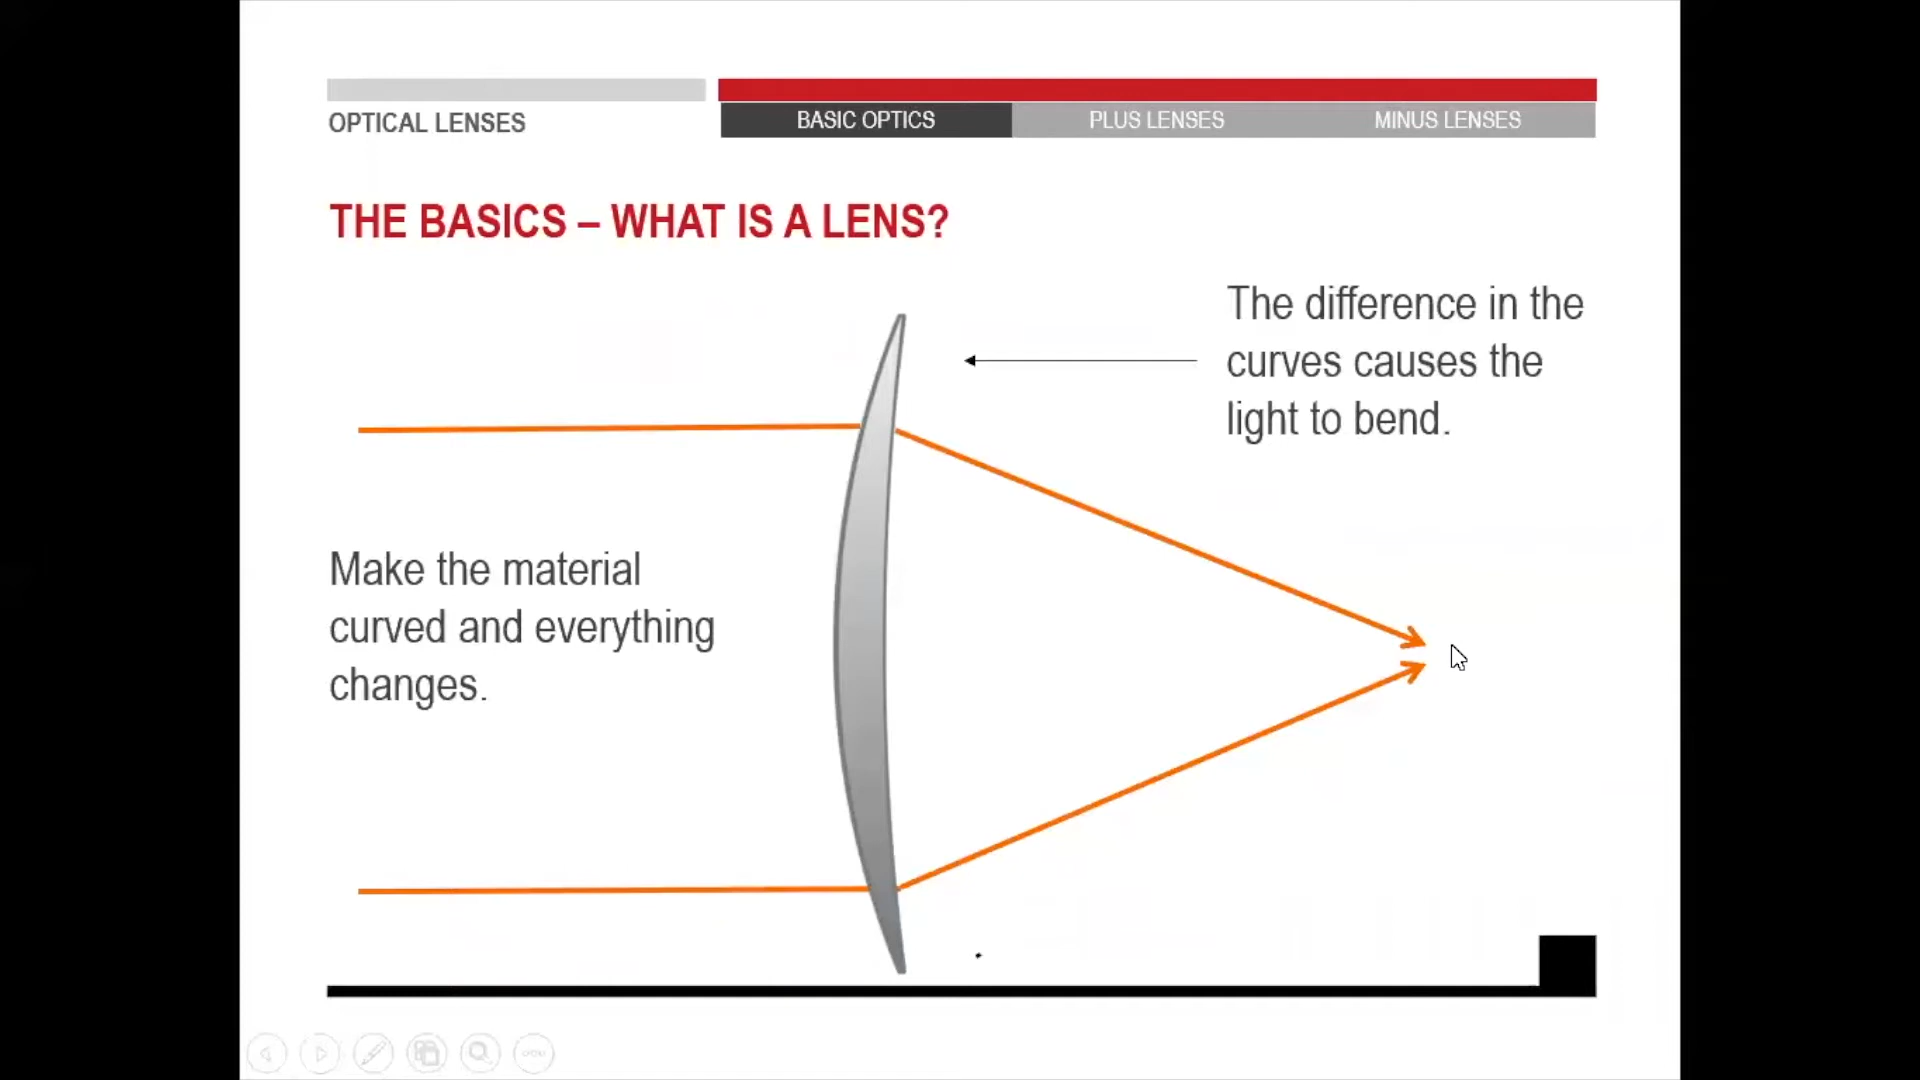 OPTICAL LENSES
BASIC OPTICS
PLUS LENSES
MINUS LENSES
THE BASICS – WHAT IS A LENS?
The difference in the
curves causes the
light to bend.
Make the material
curved and everything
changes.